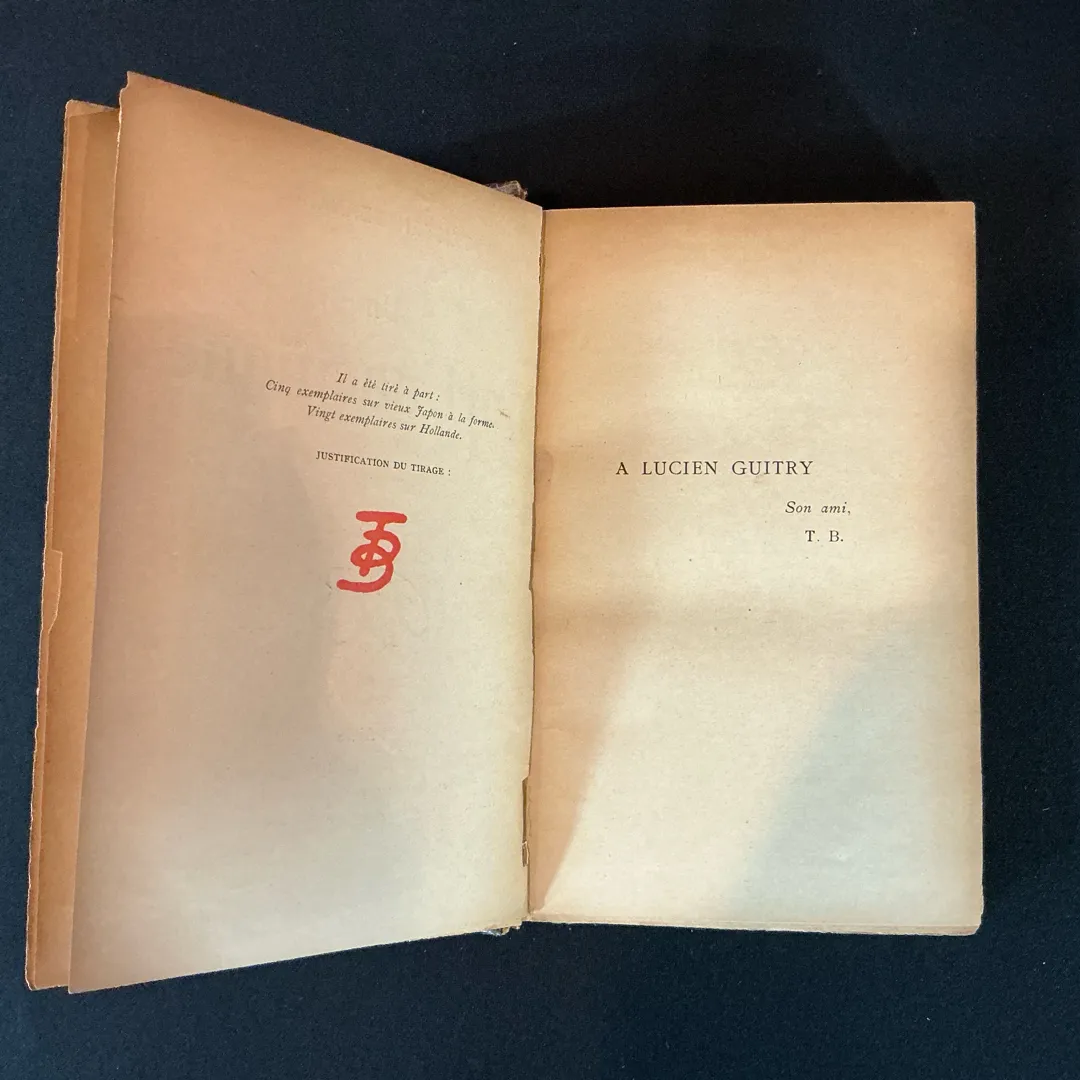 Il a été tiré à part :
Cinq exemplaires sur vieux Japon à la forme.
Vingt exemplaires sur Hollande.
JUSTIFICATION DU TIRAGE :
TB
A LUCIEN GUITRY
Son ami,
T. B.